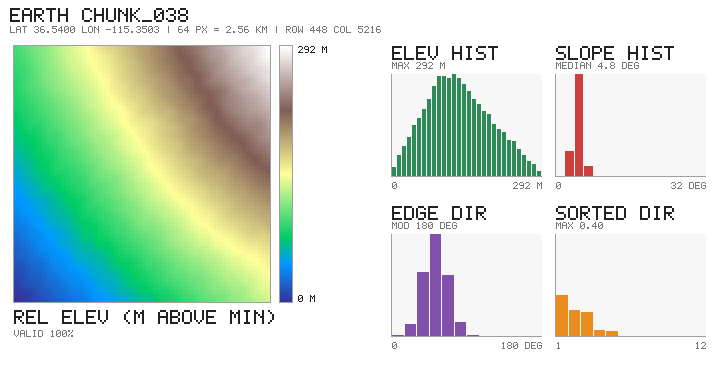 EARTH CHUNK_038
LAT 36.5400 LON -115.3503 | 64 PX = 2.56 KM | ROW 448 COL 5216
292 M
0 M
REL ELEV (M ABOVE MIN)
VALID 100%
ELEV HIST
MAX 292 M
0 292 M
SLOPE HIST
MEDIAN 4.8 DEG
0 32 DEG
EDGE DIR
MOD 180 DEG
0 180 DEG
SORTED DIR
MAX 0.40
1 12